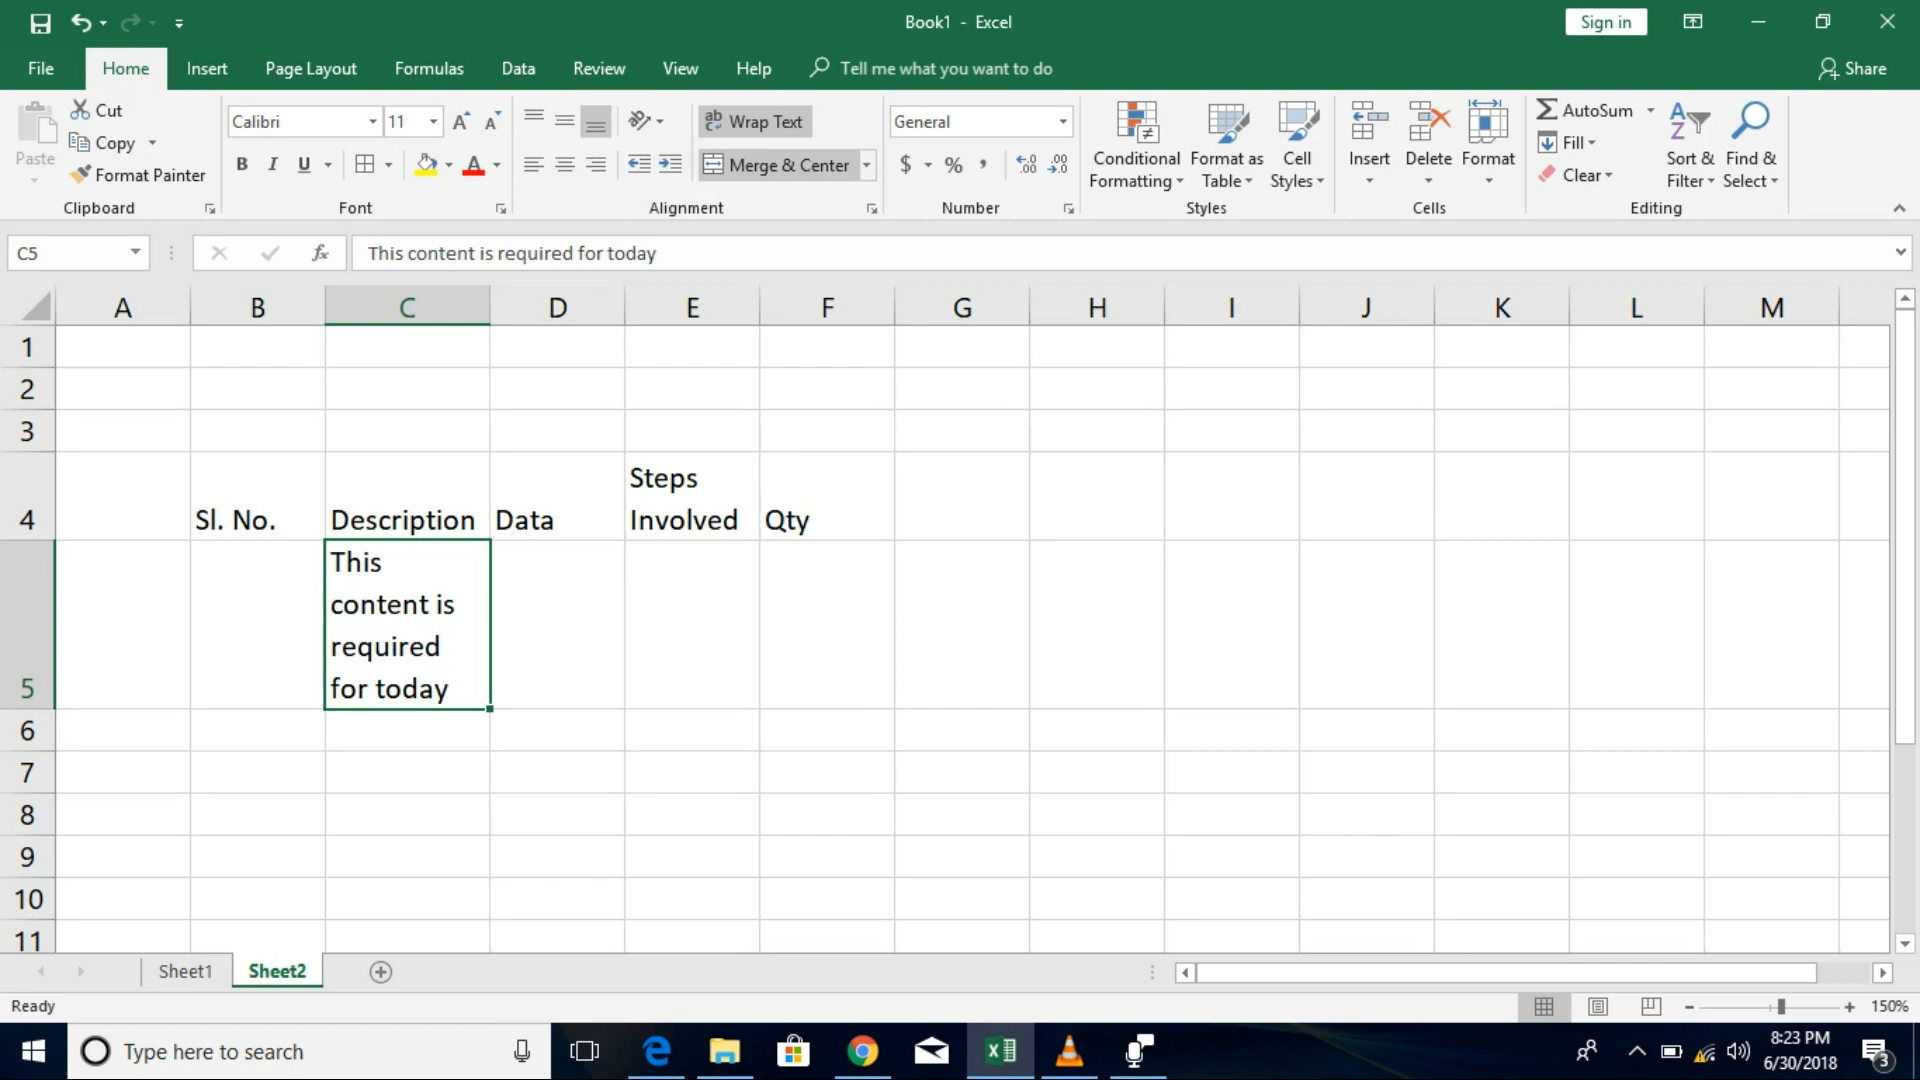 Book1 - Excel
Sign in
File Home Insert Page Layout Formulas Data Review View Help Tell me what you want to do Share
Paste
Cut
Copy
Format Painter
Clipboard
Calibri 11
B I U A
Font
Wrap Text
Merge & Center
Alignment
General
$ % ,
Number
Conditional Formatting
Format as Table
Cell Styles
Styles
Insert
Delete
Format
Cells
AutoSum
Fill
Clear
Sort & Filter
Find & Select
Editing
C5 fx This content is required for today
A B C D E F G H I J K L M
1
2
3
Steps
4 Sl. No. Description Data Involved Qty
This
content is
required
5 for today
6
7
8
9
10
11
Sheet1 Sheet2
Ready 150%
Type here to search
8:23 PM
6/30/2018
3